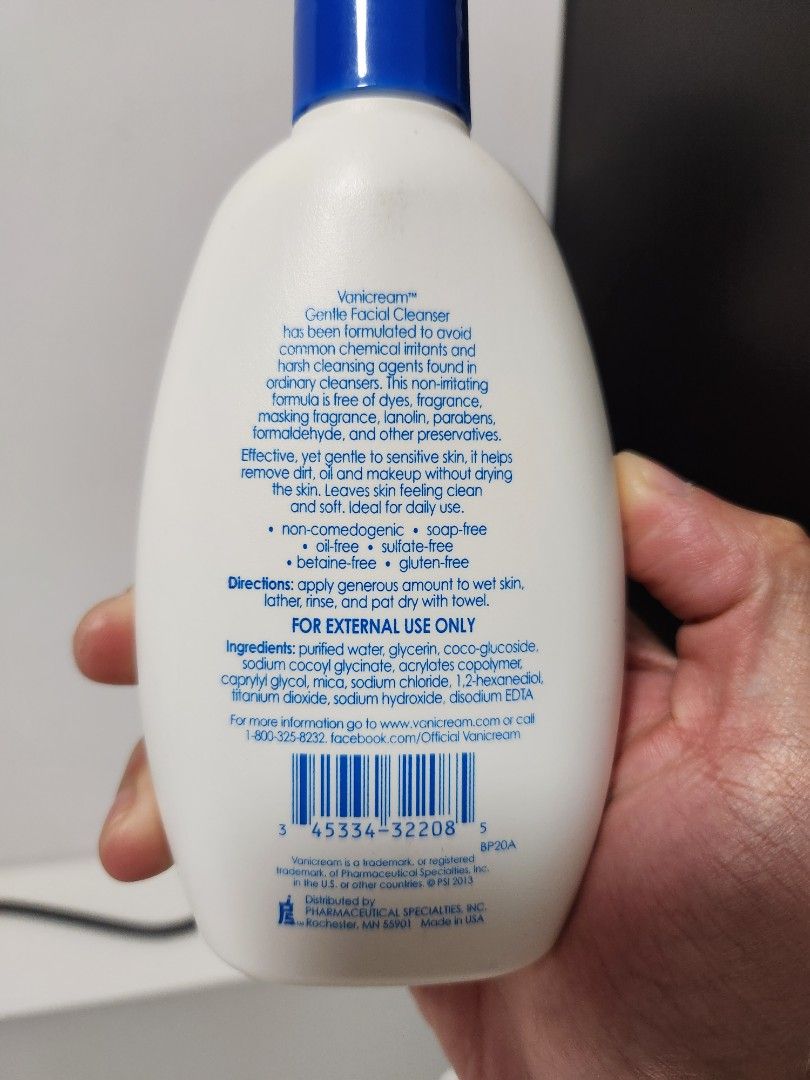 Vanicream™
Gentle Facial Cleanser
has been formulated to avoid
common chemical irritants and
harsh cleansing agents found in
ordinary cleansers. This non-irritating
formula is free of dyes, fragrance,
masking fragrance, lanolin, parabens,
formaldehyde, and other preservatives.
Effective, yet gentle to sensitive skin, it helps
remove dirt, oil and makeup without drying
the skin. Leaves skin feeling clean
and soft. Ideal for daily use.
• non-comedogenic • soap-free
• oil-free • sulfate-free
• betaine-free • gluten-free
Directions: apply generous amount to wet skin,
lather, rinse, and pat dry with towel.
FOR EXTERNAL USE ONLY
Ingredients: purified water, glycerin, coco-glucoside,
sodium cocoyl glycinate, acrylates copolymer,
caprylyl glycol, mica, sodium chloride, 1,2-hexanediol,
titanium dioxide, sodium hydroxide, disodium EDTA
For more information go to www.vanicream.com or call
1-800-325-8232. facebook.com/Official Vanicream
3 45334-32208 5
BP20A
Vanicream is a trademark, or registered
trademark, of Pharmaceutical Specialties, Inc.
in the U.S. or other countries. © PSI 2013
Distributed by
PHARMACEUTICAL SPECIALTIES, INC.
Rochester, MN 55901 Made in USA